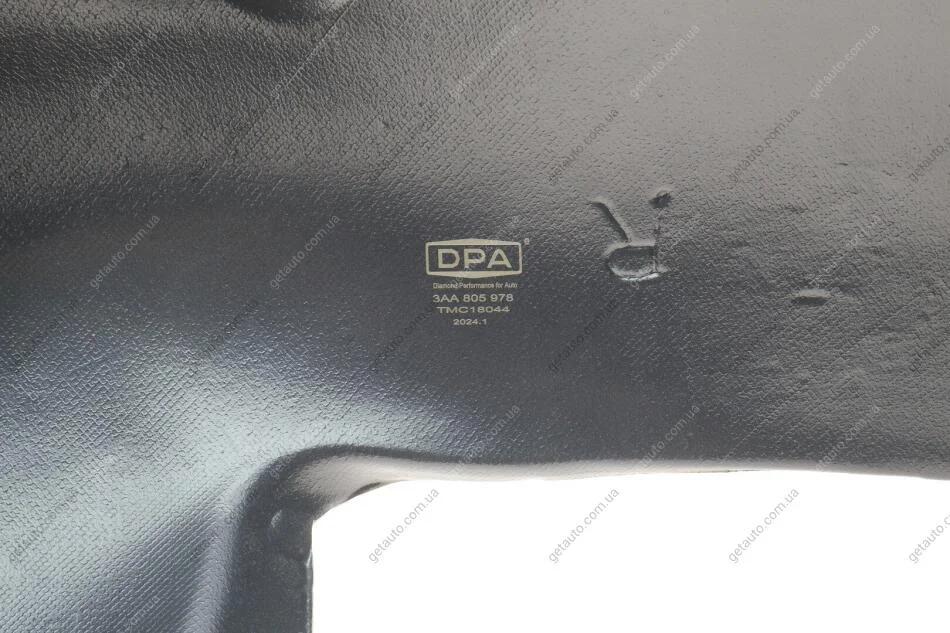 DPA®
Diamond Performance for Auto
3AA 805 978
TMC18044
2024.1
R
getauto.com.ua